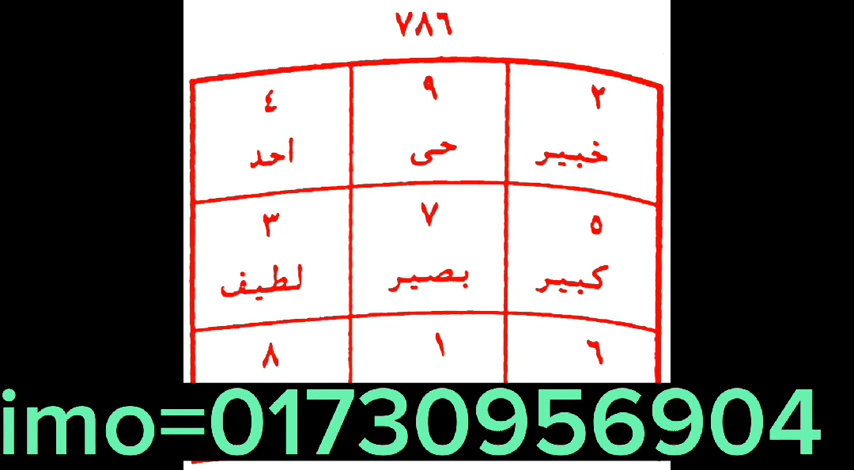 ٧٨٦
٢ ٩ ٤
خبير حى احد
٥ ٧ ٣
كبير بصير لطيف
٦ ١ ٨
imo=01730956904